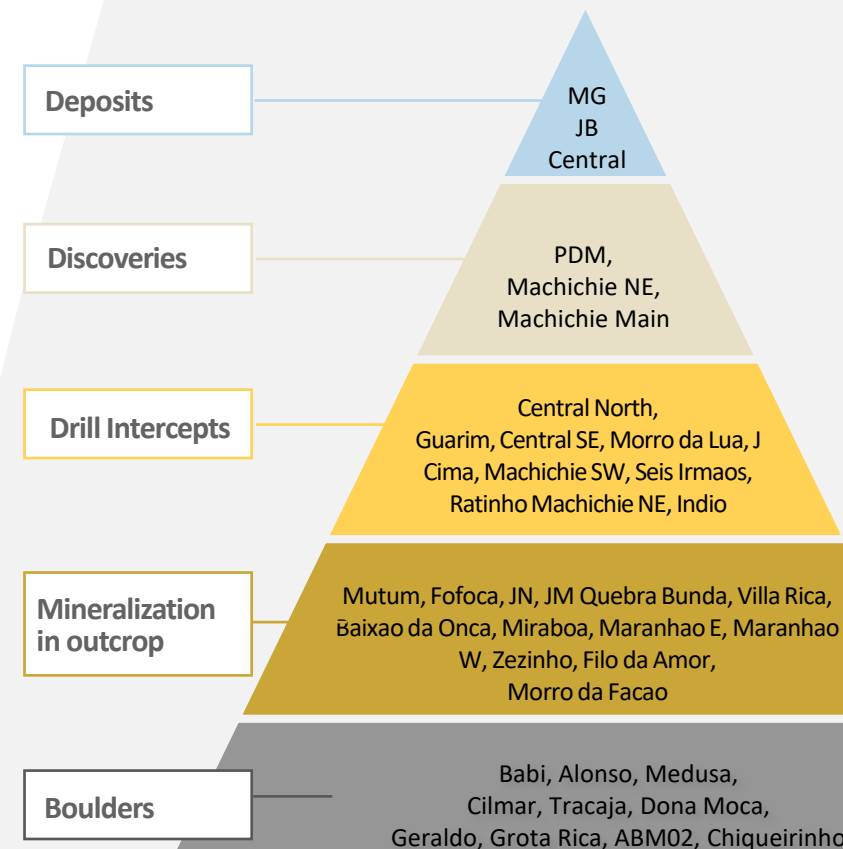 Deposits
MG
JB
Central
Discoveries
PDM,
Machichie NE,
Machichie Main
Drill Intercepts
Central North,
Guarim, Central SE, Morro da Lua, J
Cima, Machichie SW, Seis Irmaos,
Ratinho Machichie NE, Indio
Mineralization
in outcrop
Mutum, Fofoca, JN, JM Quebra Bunda, Villa Rica,
Baixao da Onca, Miraboa, Maranhao E, Maranhao
W, Zezinho, Filo da Amor,
Morro da Facao
Boulders
Babi, Alonso, Medusa,
Cilmar, Tracaja, Dona Moca,
Geraldo, Grota Rica, ABM02, Chiqueirinho